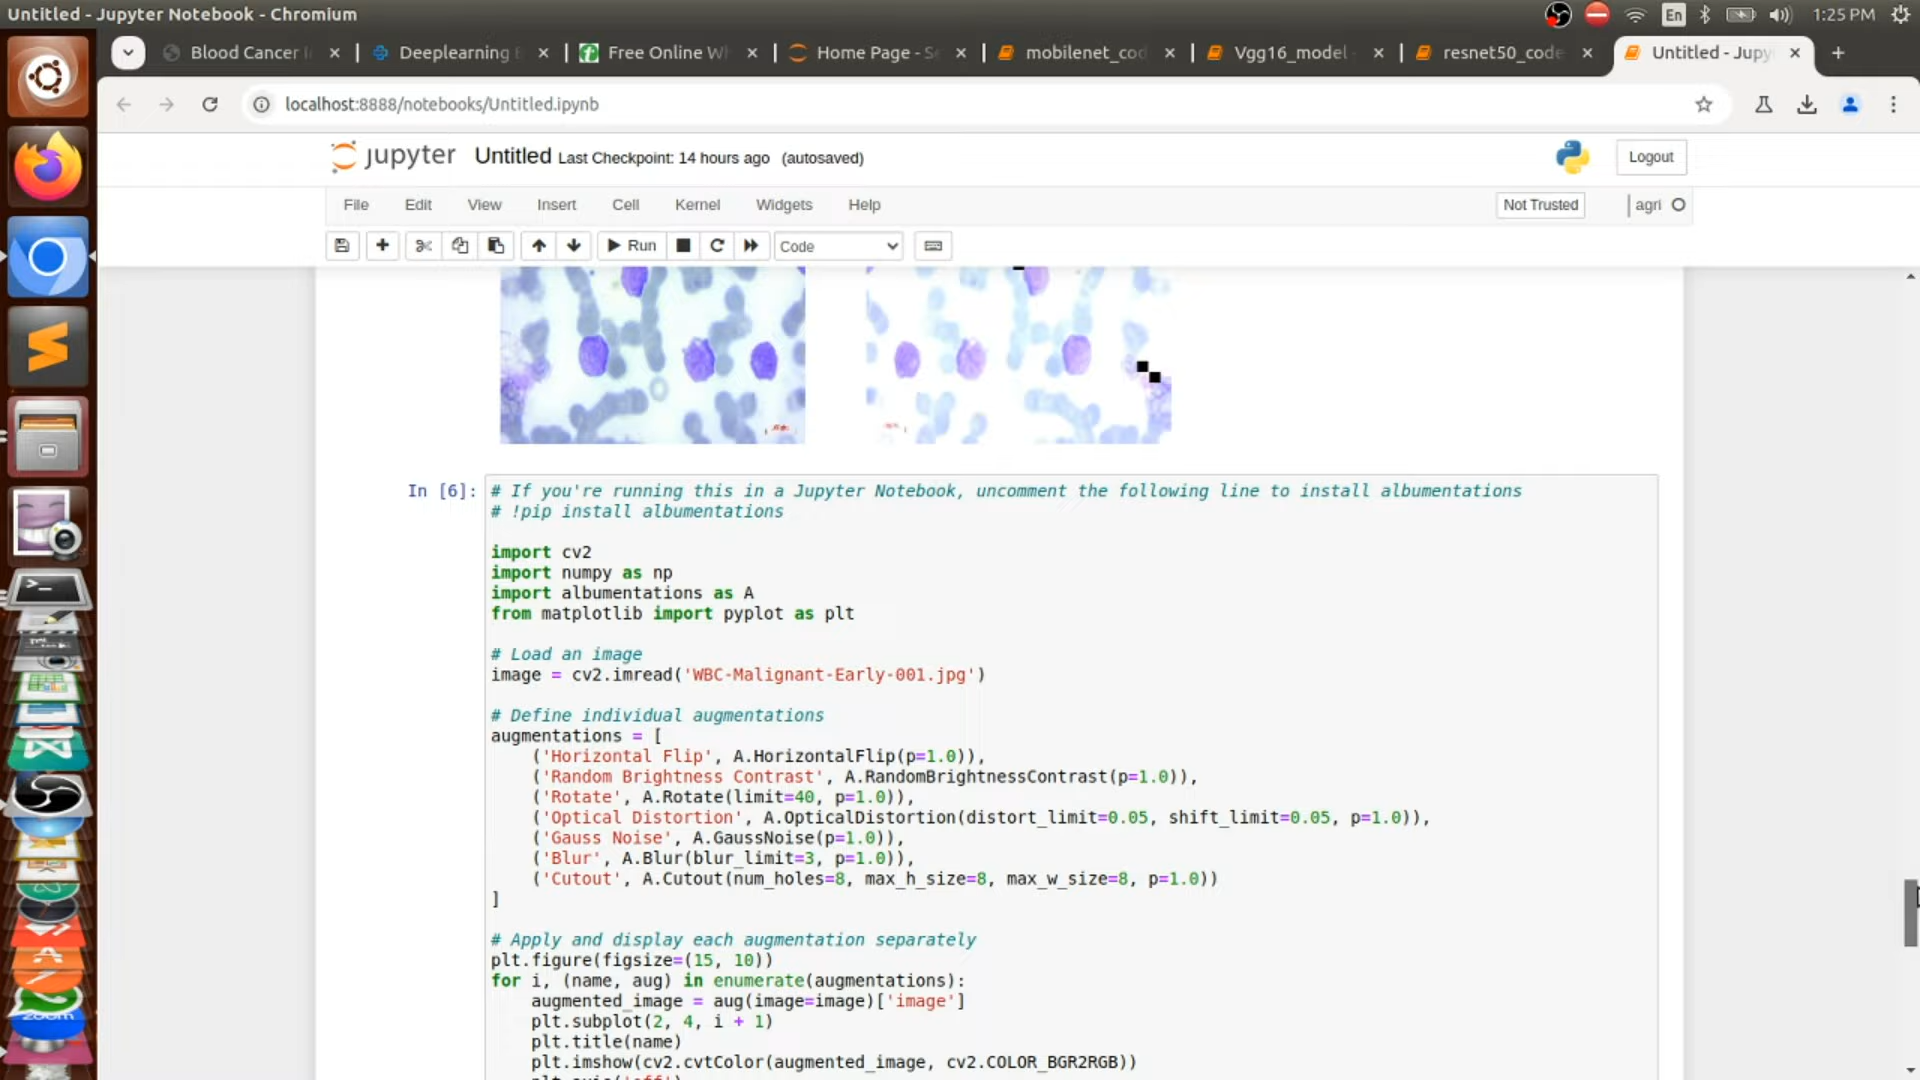 Untitled - Jupyter Notebook - Chromium
En
1:25 PM
Blood Cancer
Deeplearning
Free Online W
Home Page - S
mobilenet_cod
Vgg16_model
resnet50_code
Untitled - Jupy
localhost:8888/notebooks/Untitled.ipynb
jupyter
Untitled Last Checkpoint: 14 hours ago (autosaved)
Logout
File Edit View Insert Cell Kernel Widgets Help
Not Trusted
agri
Run
Code
In [6]:
# If you're running this in a Jupyter Notebook, uncomment the following line to install albumentations
# !pip install albumentations
import cv2
import numpy as np
import albumentations as A
from matplotlib import pyplot as plt
# Load an image
image = cv2.imread('WBC-Malignant-Early-001.jpg')
# Define individual augmentations
augmentations = [
('Horizontal Flip', A.HorizontalFlip(p=1.0)),
('Random Brightness Contrast', A.RandomBrightnessContrast(p=1.0)),
('Rotate', A.Rotate(limit=40, p=1.0)),
('Optical Distortion', A.OpticalDistortion(distort_limit=0.05, shift_limit=0.05, p=1.0)),
('Gauss Noise', A.GaussNoise(p=1.0)),
('Blur', A.Blur(blur_limit=3, p=1.0)),
('Cutout', A.Cutout(num_holes=8, max_h_size=8, max_w_size=8, p=1.0))
]
# Apply and display each augmentation separately
plt.figure(figsize=(15, 10))
for i, (name, aug) in enumerate(augmentations):
augmented_image = aug(image=image)['image']
plt.subplot(2, 4, i + 1)
plt.title(name)
plt.imshow(cv2.cvtColor(augmented_image, cv2.COLOR_BGR2RGB))
zoom